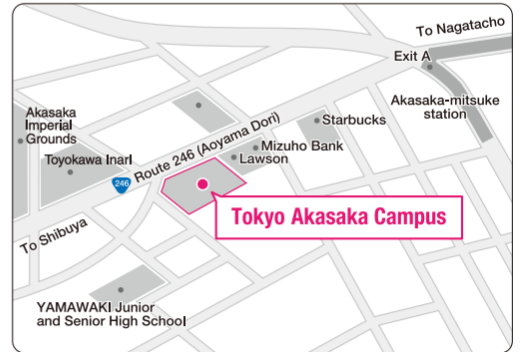 To Nagatacho
Exit A
Akasaka-mitsuke
station
Akasaka
Imperial
Grounds
Toyokawa Inari
Route 246 (Aoyama Dori)
246
Starbucks
Mizuho Bank
Lawson
Tokyo Akasaka Campus
To Shibuya
YAMAWAKI Junior
and Senior High School